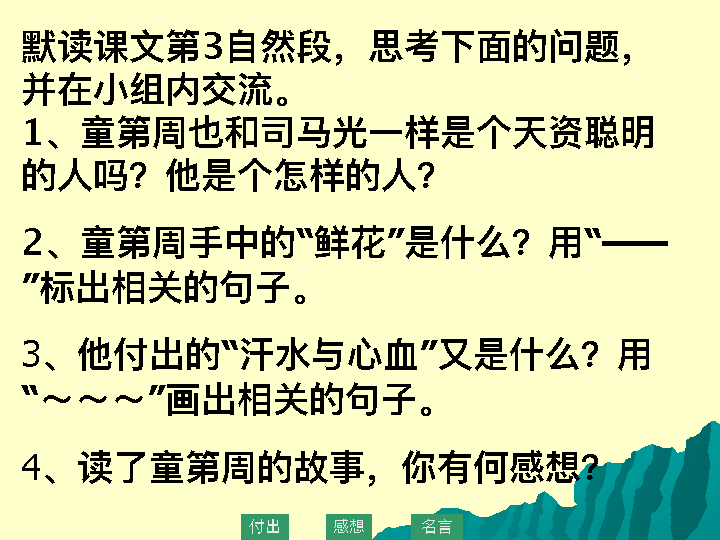 默读课文第3自然段，思考下面的问题，
并在小组内交流。
1、童第周也和司马光一样是个天资聪明
的人吗？他是个怎样的人？
2、童第周手中的“鲜花”是什么？用“——
”标出相关的句子。
3、他付出的“汗水与心血”又是什么？用
“～～～”画出相关的句子。
4、读了童第周的故事，你有何感想？
付出 感想 名言